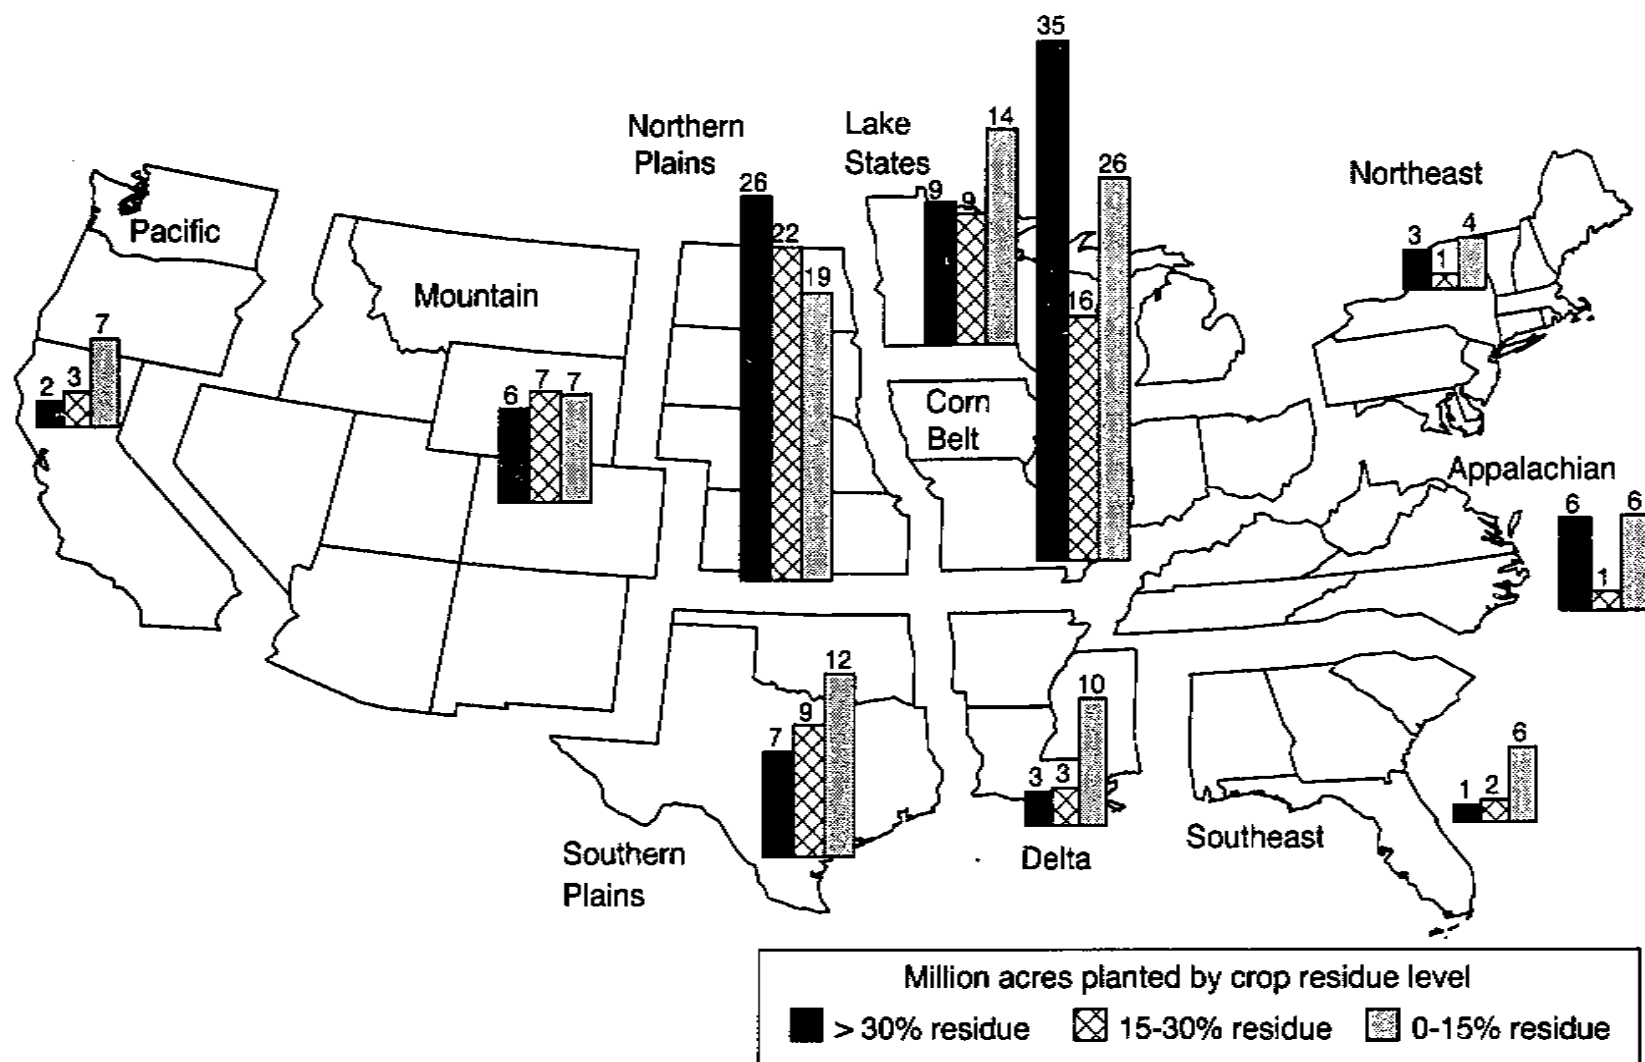 35
Northern
Plains
Lake
States
14
26
9
9
26
Northeast
Pacific
22
3
1
4
Mountain
19
16
7
2
3
6
7
7
Corn
Belt
Appalachian
6
1
6
12
9
7
10
3
3
6
1
2
Southern
Plains
Delta
Southeast
Million acres planted by crop residue level
> 30% residue
15-30% residue
0-15% residue